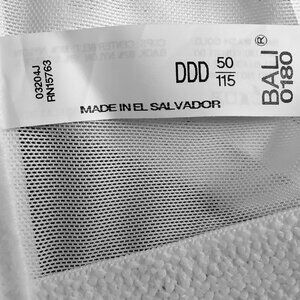 03204J
RN15763
DDD 50
115
MADE IN EL SALVADOR
BALI®
0180